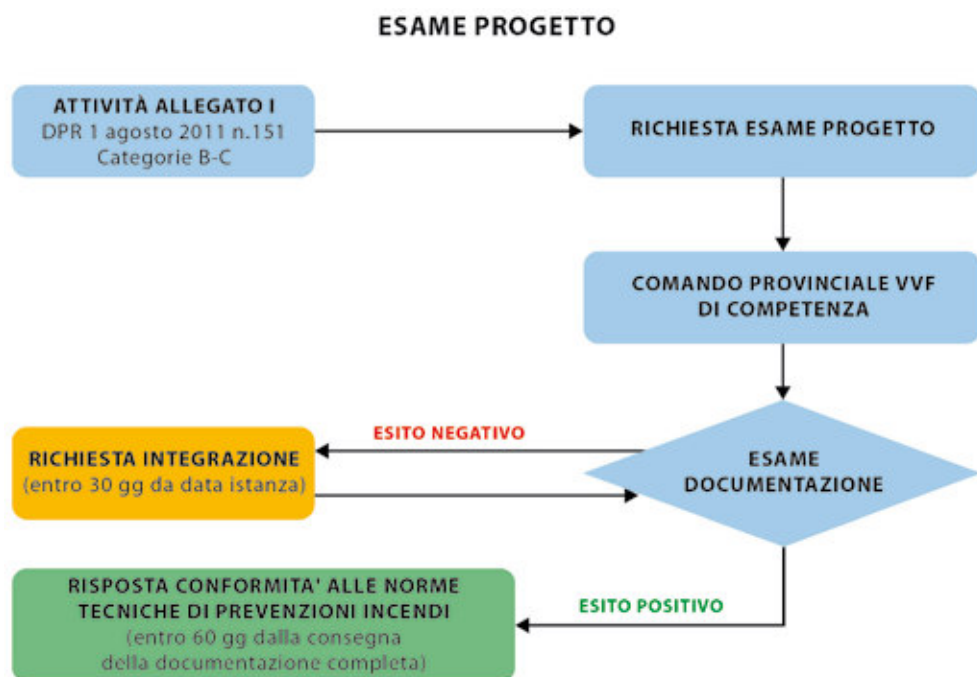 ESAME PROGETTO
ATTIVITÀ ALLEGATO I
DPR 1 agosto 2011 n.151
Categorie B-C
RICHIESTA ESAME PROGETTO
COMANDO PROVINCIALE VVF
DI COMPETENZA
ESITO NEGATIVO
RICHIESTA INTEGRAZIONE
(entro 30 gg da data istanza)
ESAME
DOCUMENTAZIONE
RISPOSTA CONFORMITA' ALLE NORME
TECNICHE DI PREVENZIONI INCENDI
(entro 60 gg dalla consegna
della documentazione completa)
ESITO POSITIVO